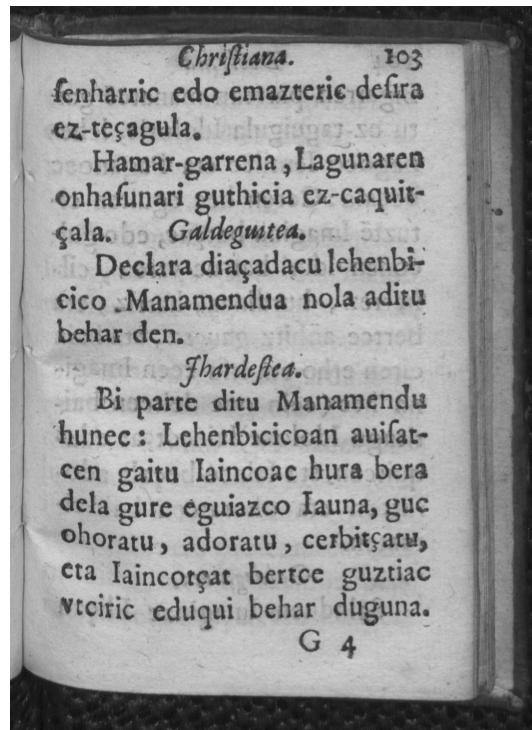 Chriſtiana. 103
ſenharric edo emazteric deſira
ez-teçagula.
Hamar-garrena, Lagunaren
onhaſunari guthicia ez-caquit-
çala. Galdeguitea.
Declara diaçadacu lehenbi-
cico Manamendua nola aditu
behar den.
Jhardeſtea.
Bi parte ditu Manamendu
hunec: Lehenbicicoan auiſat-
cen gaitu Iaincoac hura bera
dela gure eguiazco Iauna, guc
ohoratu, adoratu, cerbitçatu,
eta Iaincotçat bertce guztiac
vtciric eduqui behar duguna.
G 4